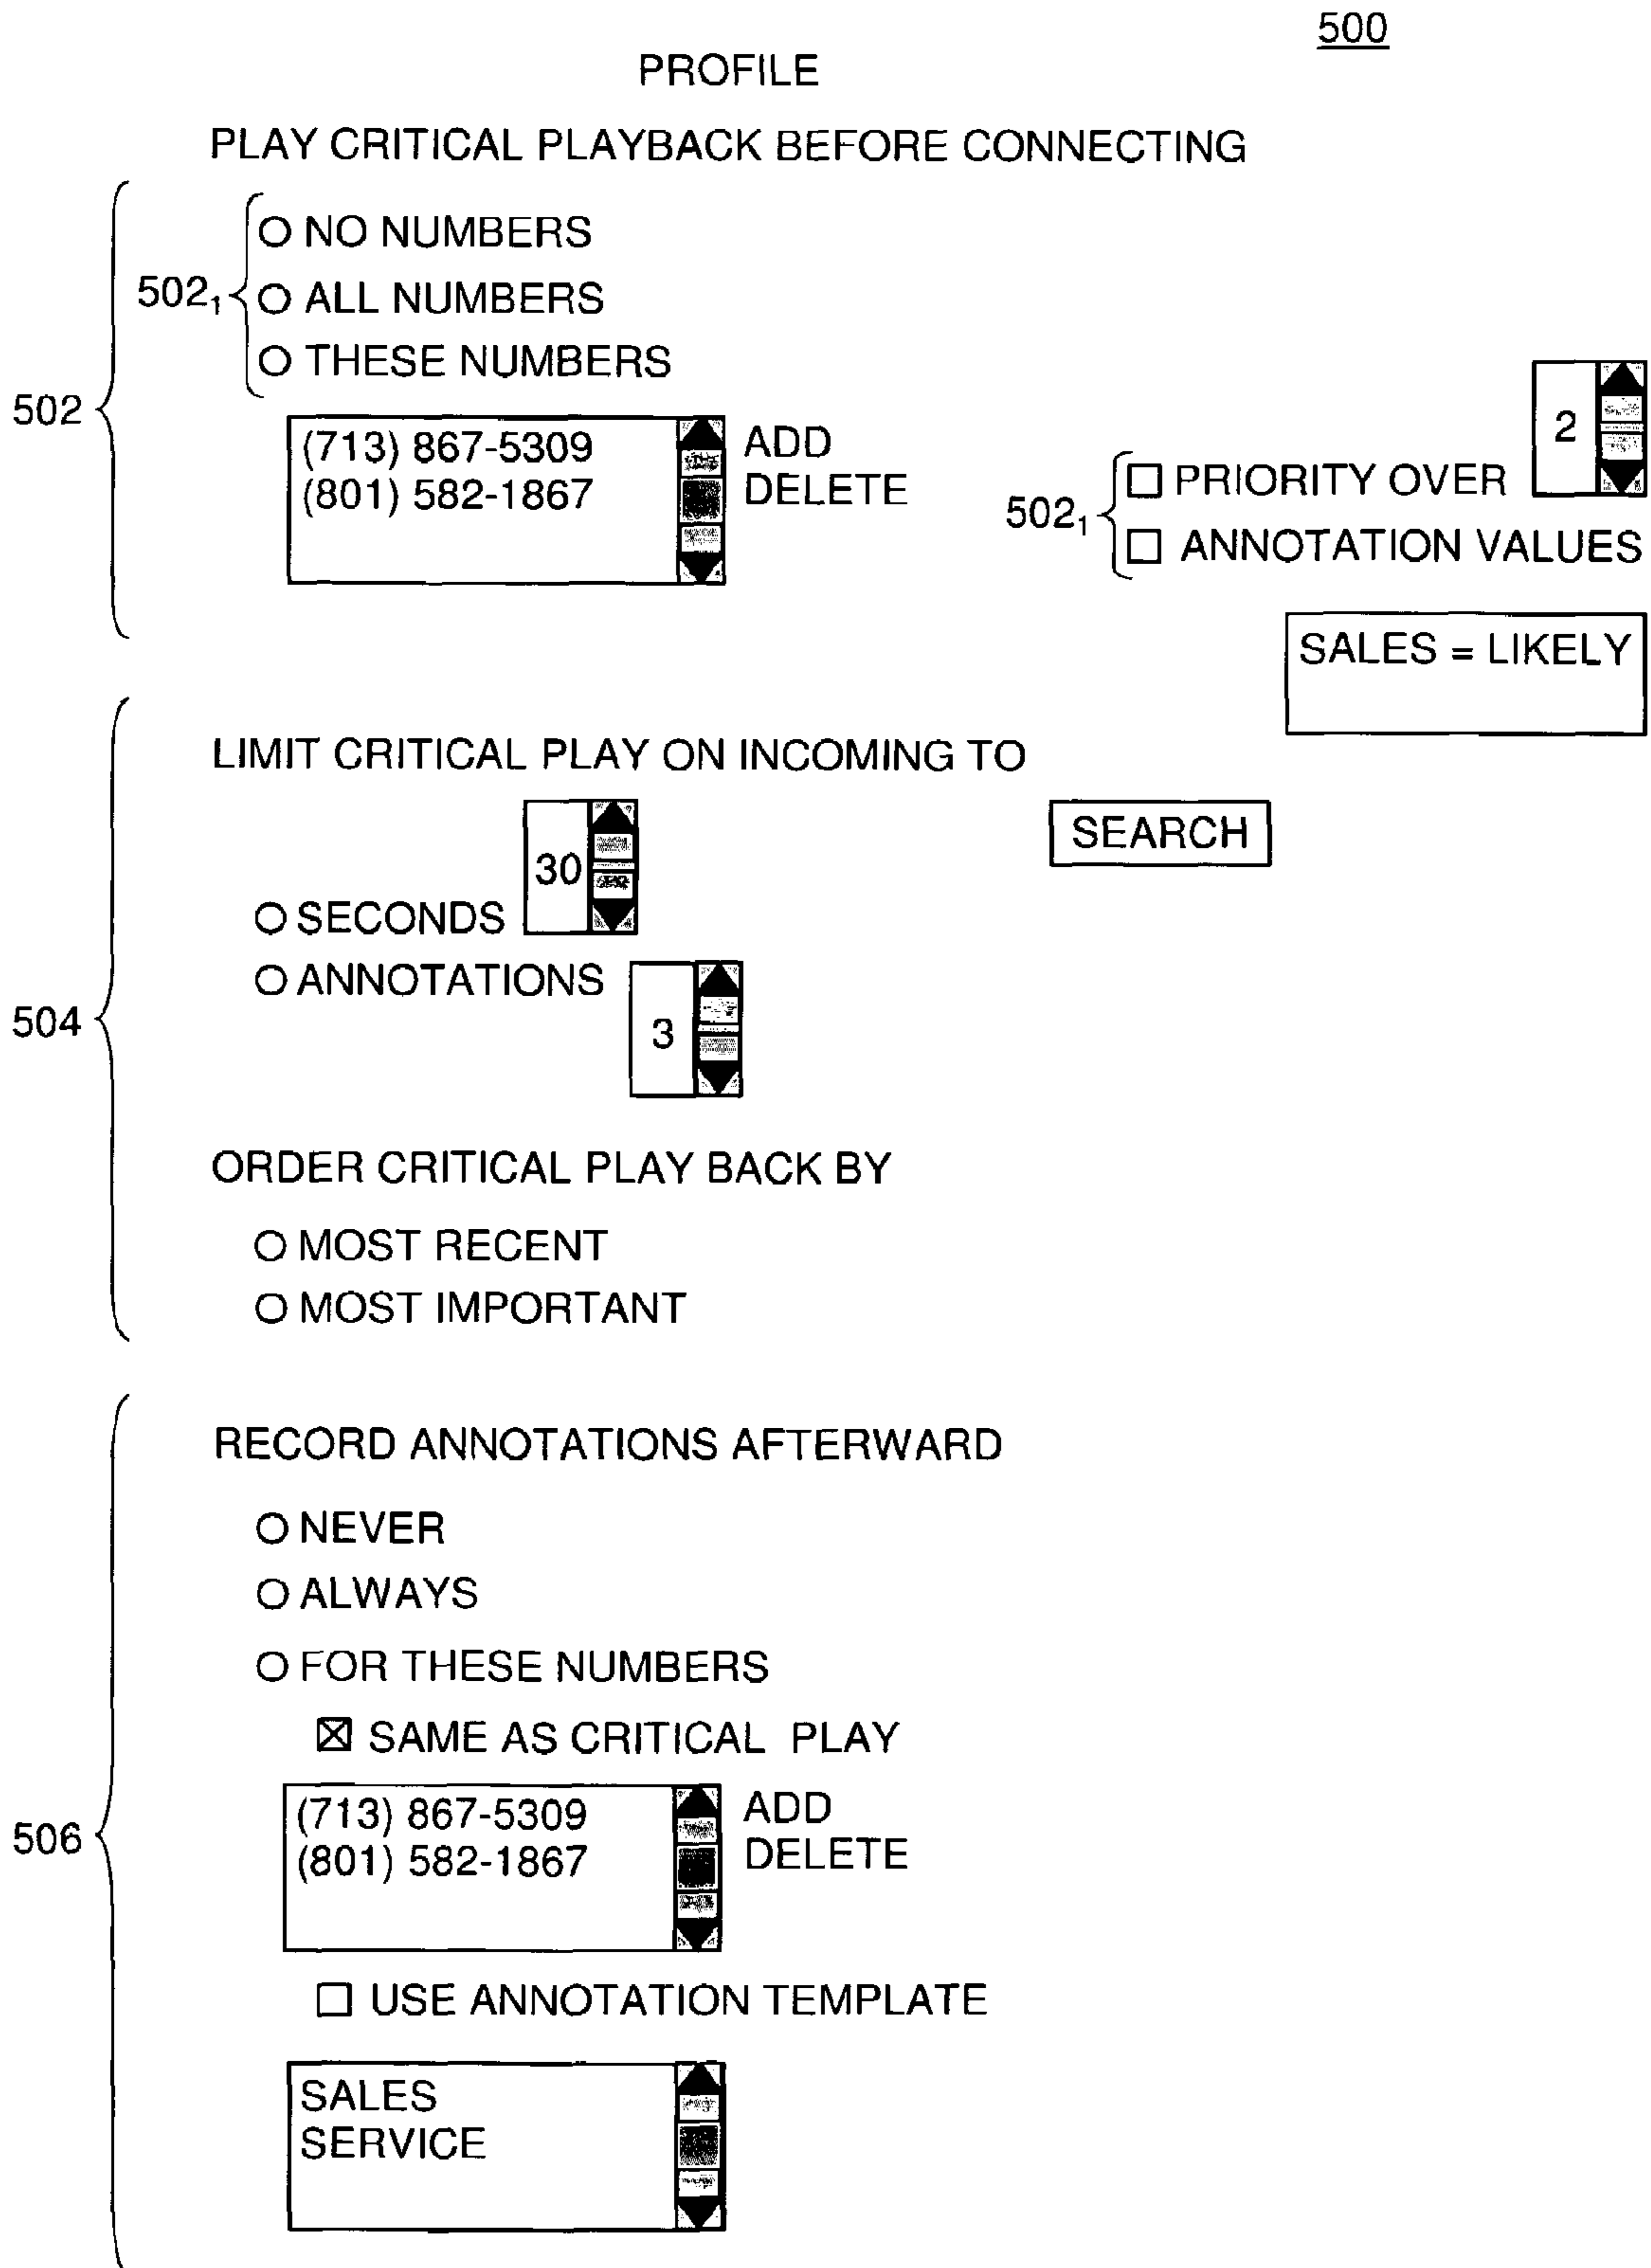 500
PROFILE
PLAY CRITICAL PLAYBACK BEFORE CONNECTING
502
502₁
NO NUMBERS
ALL NUMBERS
THESE NUMBERS
(713) 867-5309
(801) 582-1867
ADD
DELETE
2
502₁
PRIORITY OVER
ANNOTATION VALUES
SALES = LIKELY
504
LIMIT CRITICAL PLAY ON INCOMING TO
SEARCH
30
SECONDS
ANNOTATIONS
3
ORDER CRITICAL PLAY BACK BY
MOST RECENT
MOST IMPORTANT
506
RECORD ANNOTATIONS AFTERWARD
NEVER
ALWAYS
FOR THESE NUMBERS
SAME AS CRITICAL PLAY
(713) 867-5309
(801) 582-1867
ADD
DELETE
USE ANNOTATION TEMPLATE
SALES
SERVICE